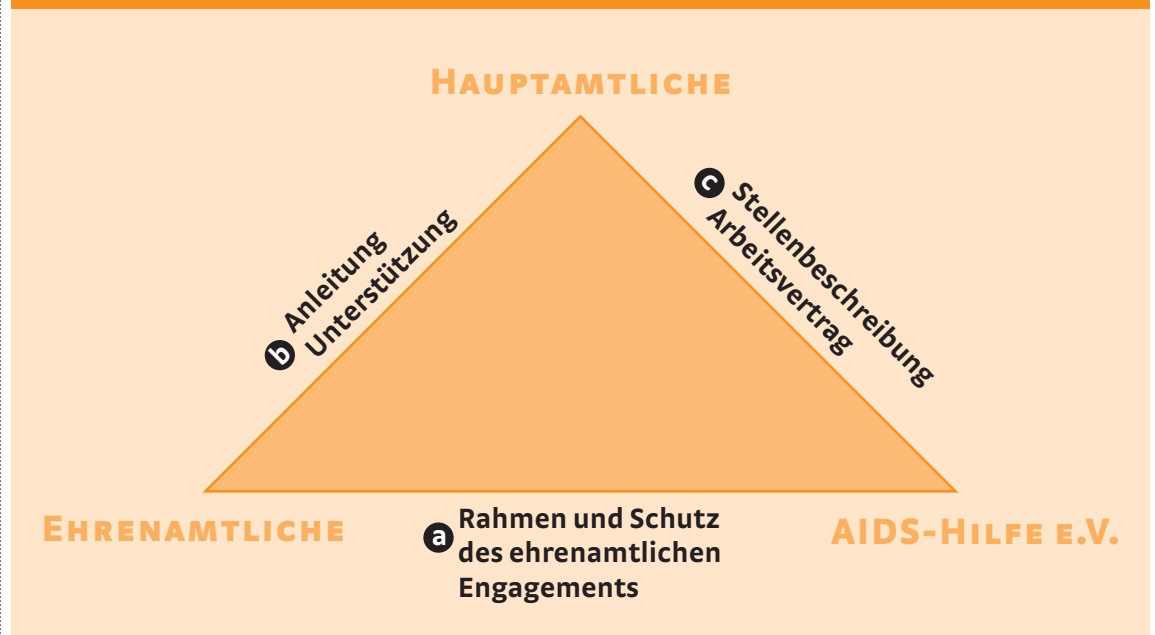 HAUPTAMTLICHE
c Stellenbeschreibung
Arbeitsvertrag
b Anleitung
Unterstützung
EHRENAMTLICHE
a Rahmen und Schutz
des ehrenamtlichen
Engagements
AIDS-HILFE E.V.